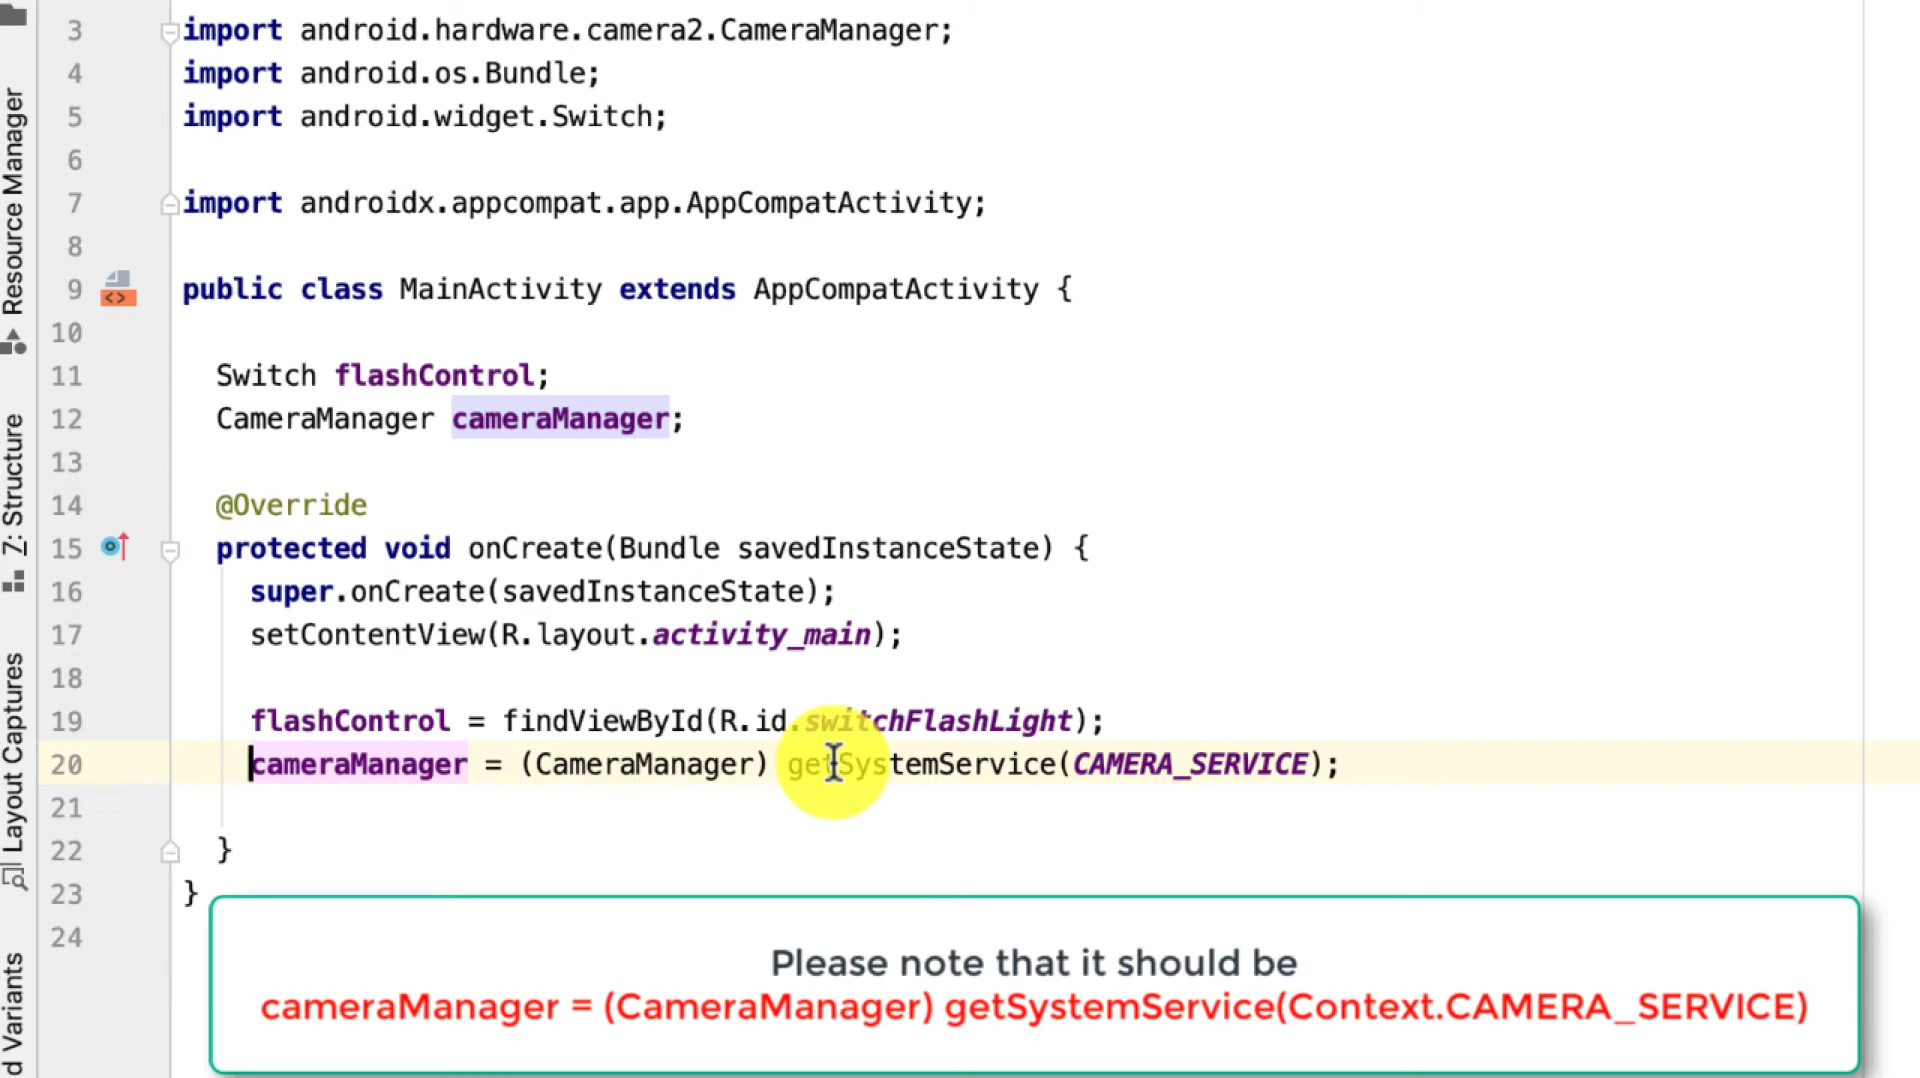 3 import android.hardware.camera2.CameraManager;
4 import android.os.Bundle;
5 import android.widget.Switch;
6
7 import androidx.appcompat.app.AppCompatActivity;
8
9 public class MainActivity extends AppCompatActivity {
10
11 Switch flashControl;
12 CameraManager cameraManager;
13
14 @Override
15 protected void onCreate(Bundle savedInstanceState) {
16 super.onCreate(savedInstanceState);
17 setContentView(R.layout.activity_main);
18
19 flashControl = findViewById(R.id.switchFlashLight);
20 cameraManager = (CameraManager) getSystemService(CAMERA_SERVICE);
21
22 }
23 }
24
Please note that it should be
cameraManager = (CameraManager) getSystemService(Context.CAMERA_SERVICE)
Resource Manager
Z: Structure
Layout Captures
d Variants